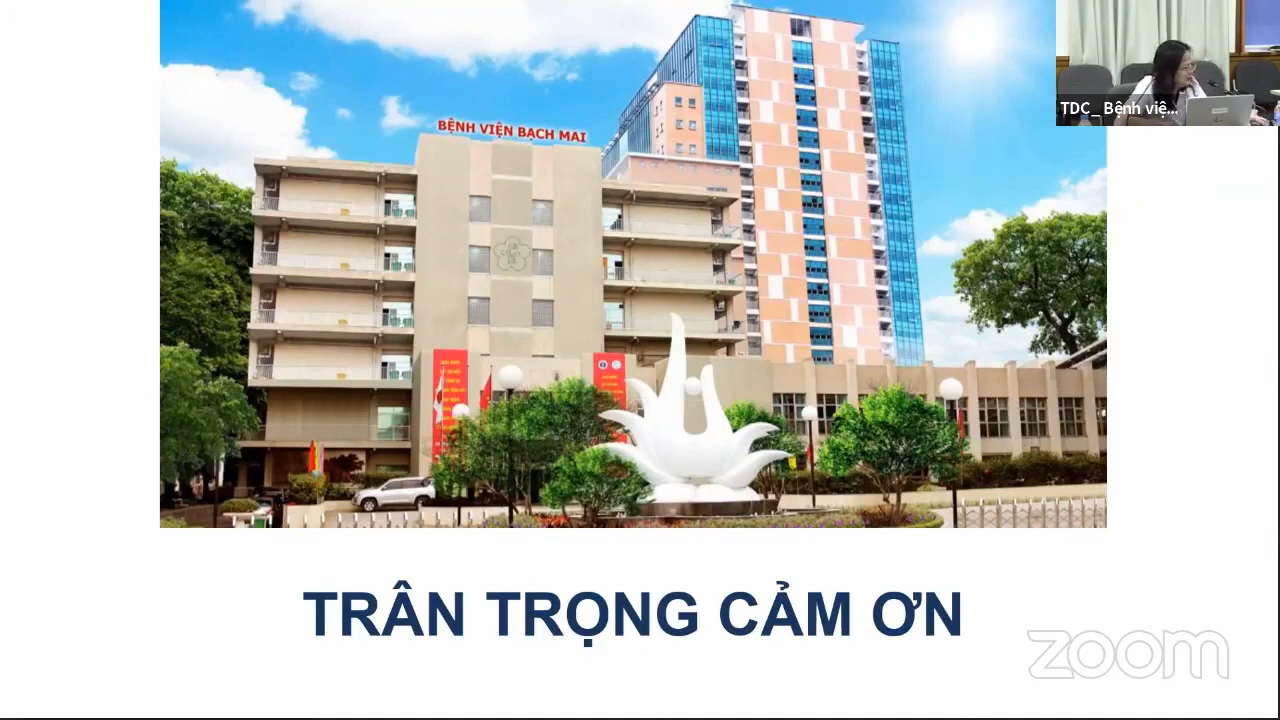 BỆNH VIỆN BẠCH MAI
TDC_ Bệnh việ...
TRÂN TRỌNG CẢM ƠN
zoom